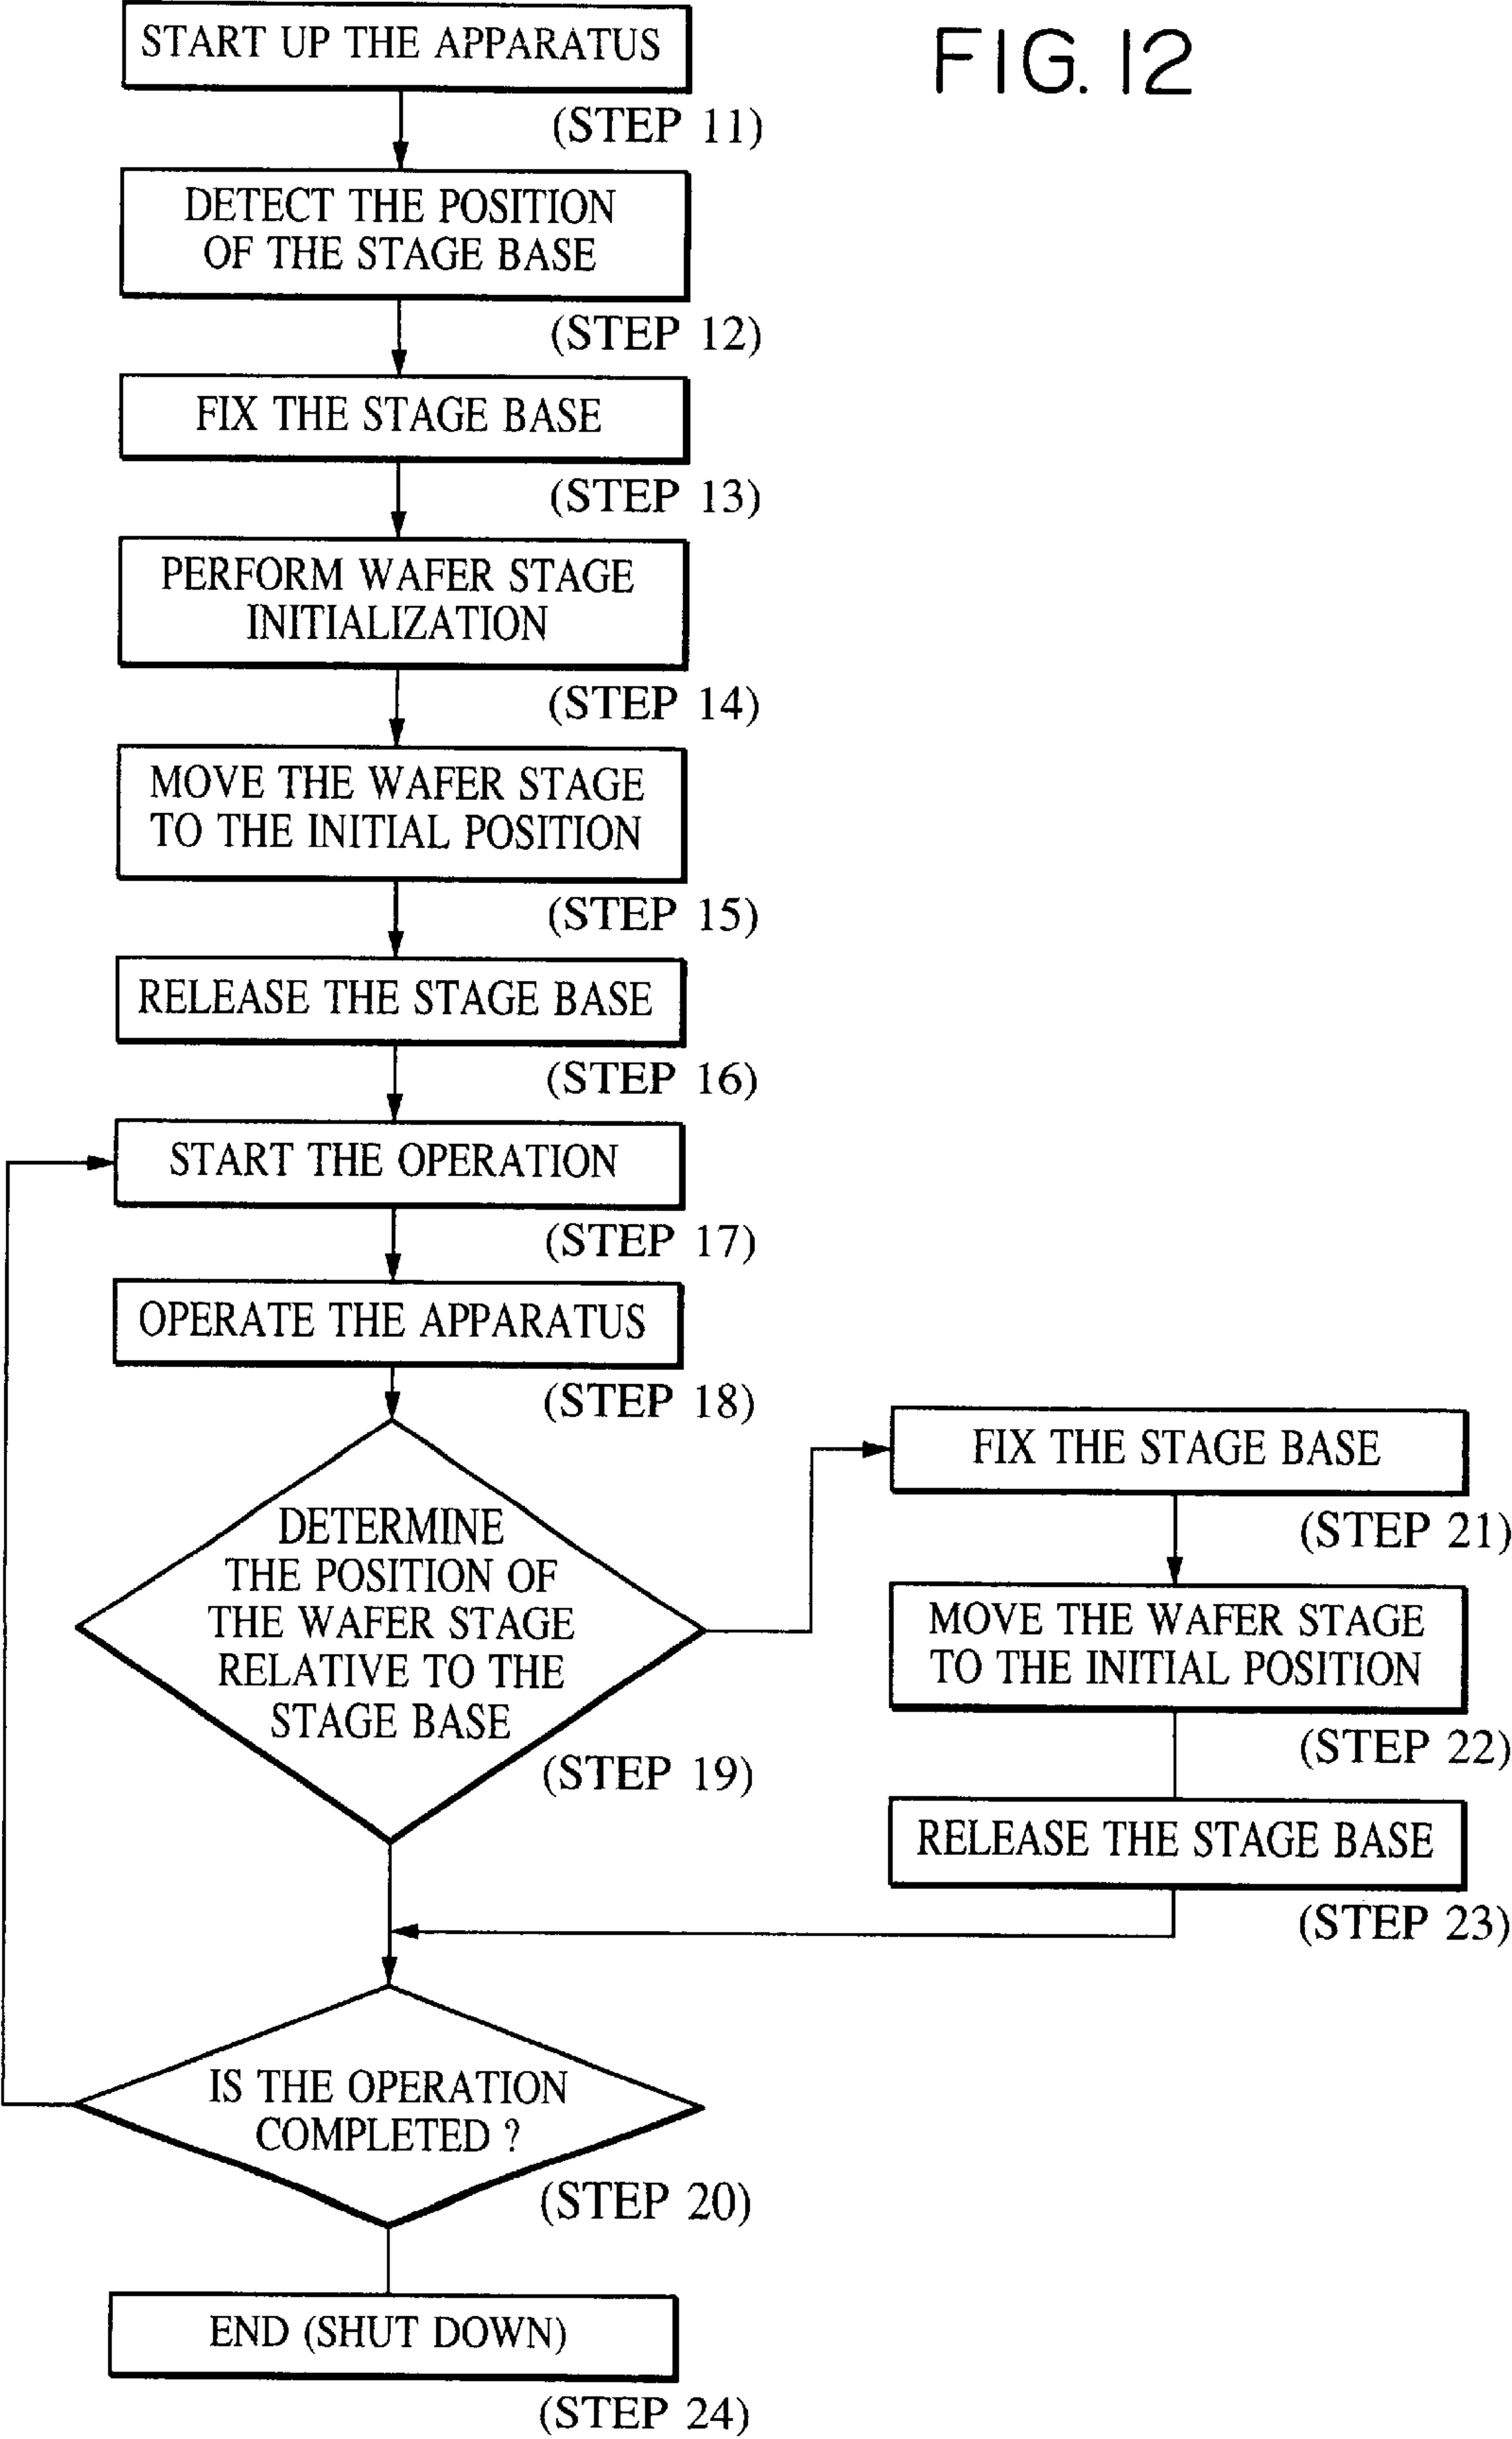 FIG. 12
START UP THE APPARATUS
(STEP 11)
DETECT THE POSITION
OF THE STAGE BASE
(STEP 12)
FIX THE STAGE BASE
(STEP 13)
PERFORM WAFER STAGE
INITIALIZATION
(STEP 14)
MOVE THE WAFER STAGE
TO THE INITIAL POSITION
(STEP 15)
RELEASE THE STAGE BASE
(STEP 16)
START THE OPERATION
(STEP 17)
OPERATE THE APPARATUS
(STEP 18)
DETERMINE
THE POSITION OF
THE WAFER STAGE
RELATIVE TO THE
STAGE BASE
(STEP 19)
FIX THE STAGE BASE
(STEP 21)
MOVE THE WAFER STAGE
TO THE INITIAL POSITION
(STEP 22)
RELEASE THE STAGE BASE
(STEP 23)
IS THE OPERATION
COMPLETED ?
(STEP 20)
END (SHUT DOWN)
(STEP 24)